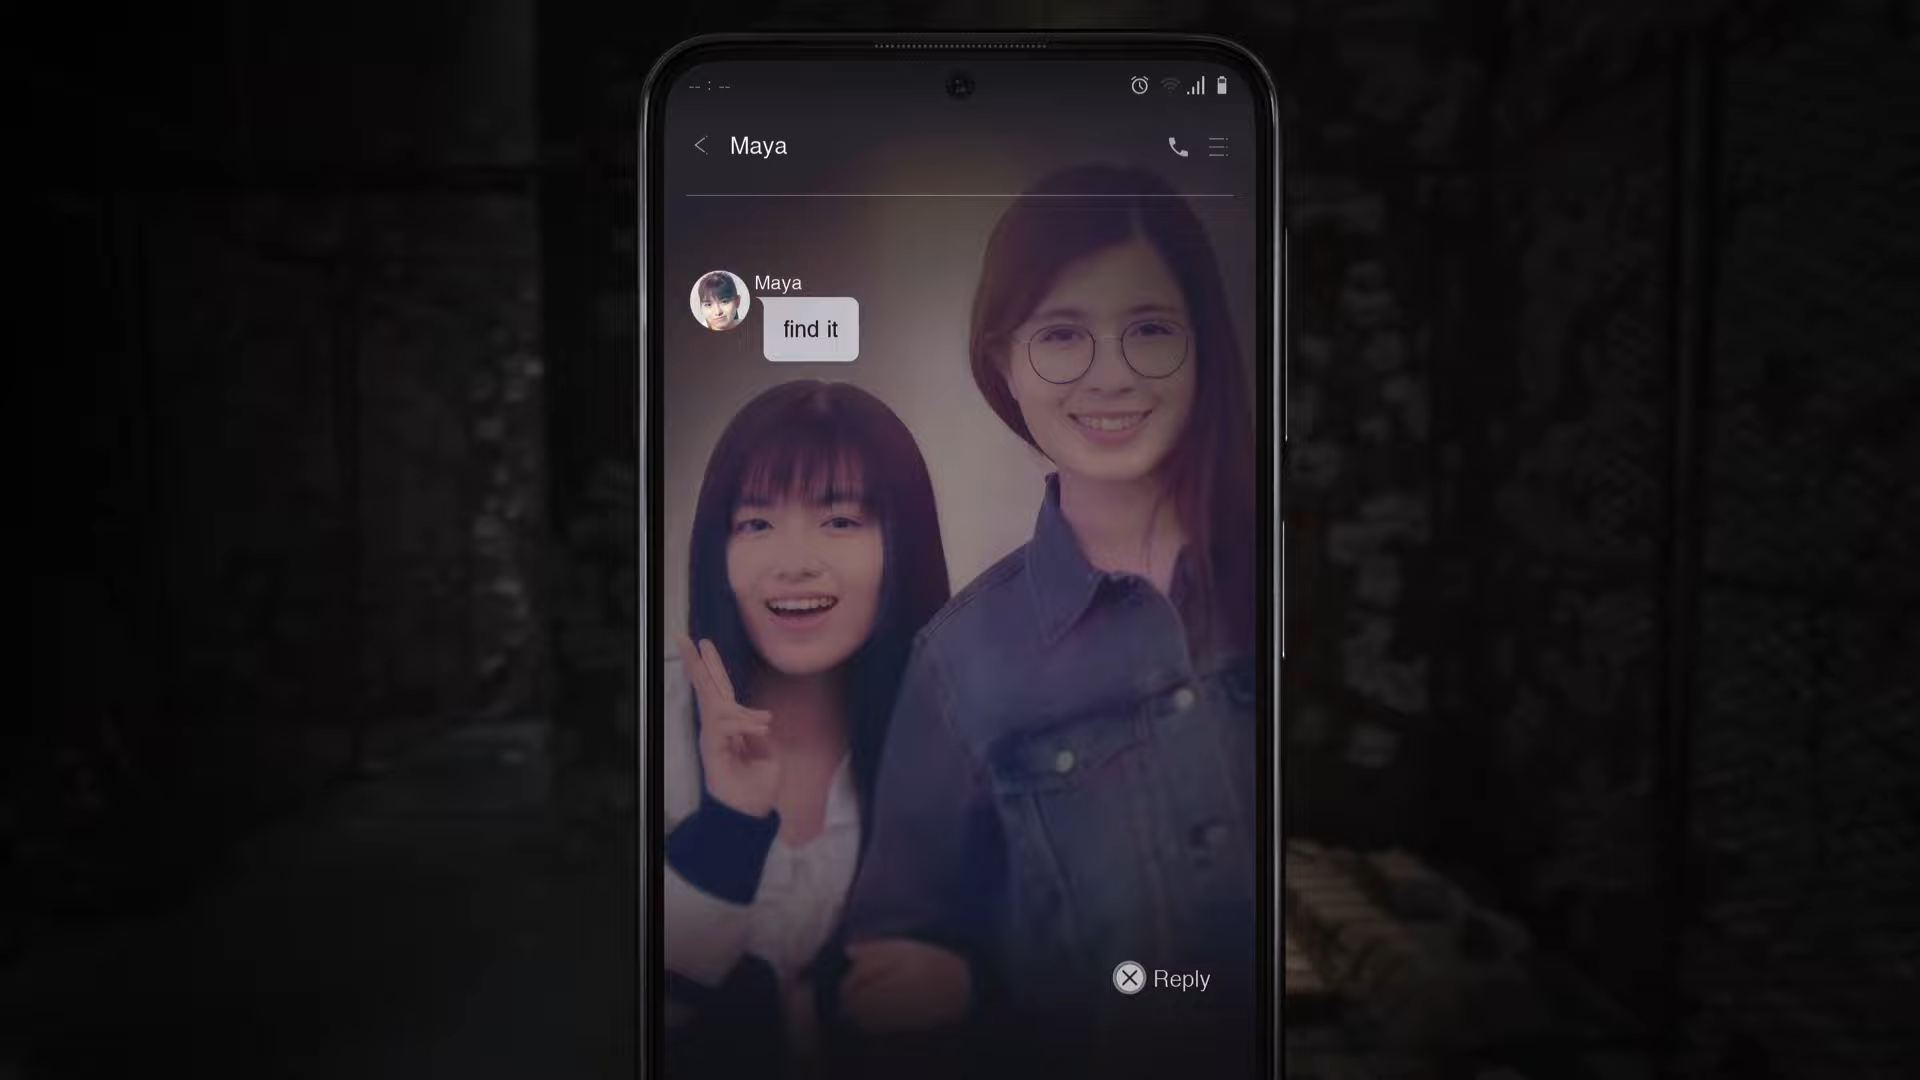 -- : --
Maya
Maya
find it
Reply